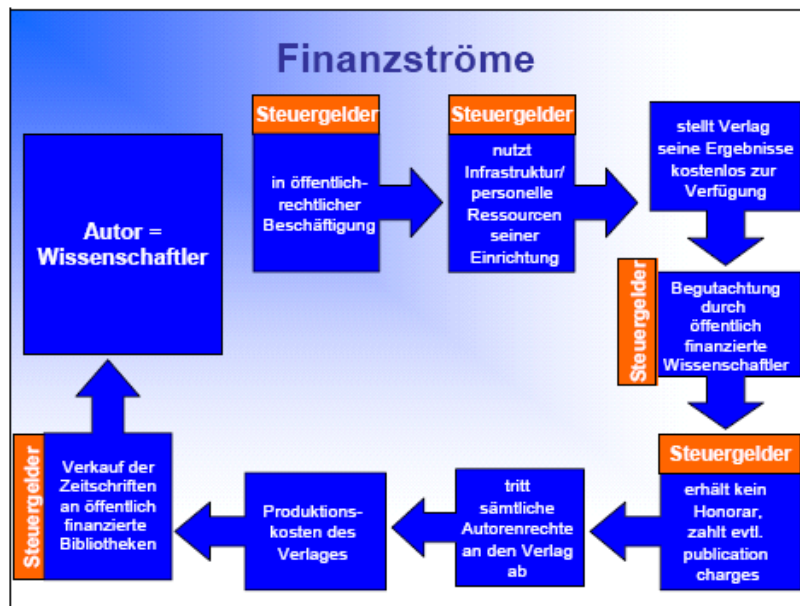 Finanzströme
Autor =
Wissenschaftler
Steuergelder
in öffentlich-
rechtlicher
Beschäftigung
Steuergelder
nutzt
Infrastruktur/
personelle
Ressourcen
seiner
Einrichtung
stellt Verlag
seine Ergebnisse
kostenlos zur
Verfügung
Steuergelder
Begutachtung
durch
öffentlich
finanzierte
Wissenschaftler
Steuergelder
erhält kein
Honorar,
zahlt evtl.
publication
charges
tritt
sämtliche
Autorenrechte
an den Verlag
ab
Produktions-
kosten des
Verlages
Steuergelder
Verkauf der
Zeitschriften
an öffentlich
finanzierte
Bibliotheken